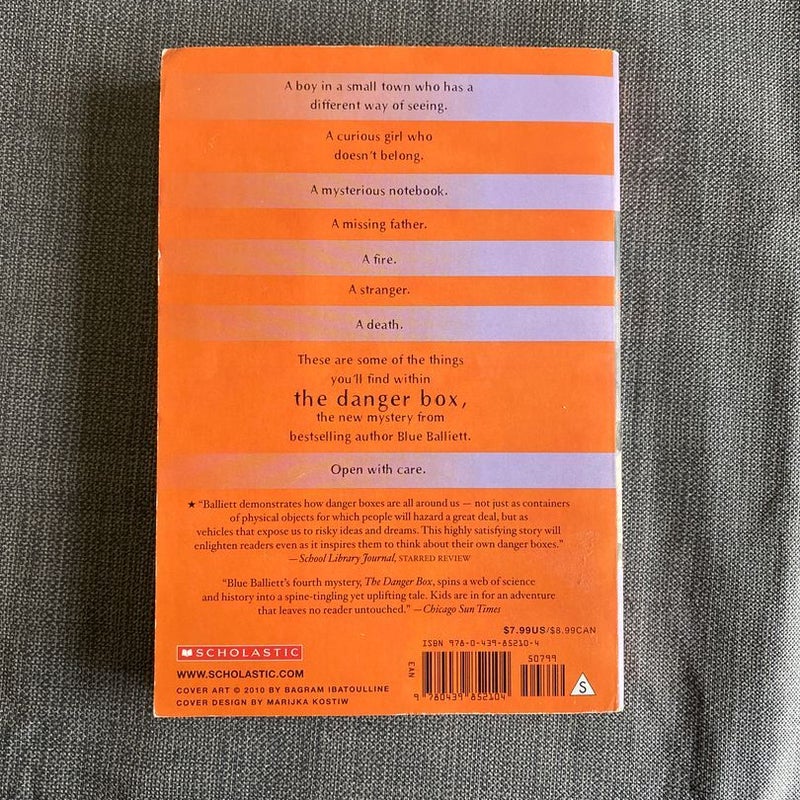 A boy in a small town who has a
different way of seeing.
A curious girl who
doesn't belong.
A mysterious notebook.
A missing father.
A fire.
A stranger.
A death.
These are some of the things
you'll find within
the danger box,
the new mystery from
bestselling author Blue Balliett.
Open with care.
★ "Balliett demonstrates how danger boxes are all around us — not just as containers
of physical objects for which people will hazard a great deal, but as
vehicles that expose us to risky ideas and dreams. This highly satisfying story will
enlighten readers even as it inspires them to think about their own danger boxes."
—School Library Journal, STARRED REVIEW
"Blue Balliett's fourth mystery, The Danger Box, spins a web of science
and history into a spine-tingling yet uplifting tale. Kids are in for an adventure
that leaves no reader untouched." —Chicago Sun Times
$7.99US/$8.99CAN
ISBN 978-0-439-85210-4
50799
EAN
9 780439 852104
S
SCHOLASTIC
WWW.SCHOLASTIC.COM
COVER ART © 2010 BY BAGRAM IBATOULLINE
COVER DESIGN BY MARIJKA KOSTIW